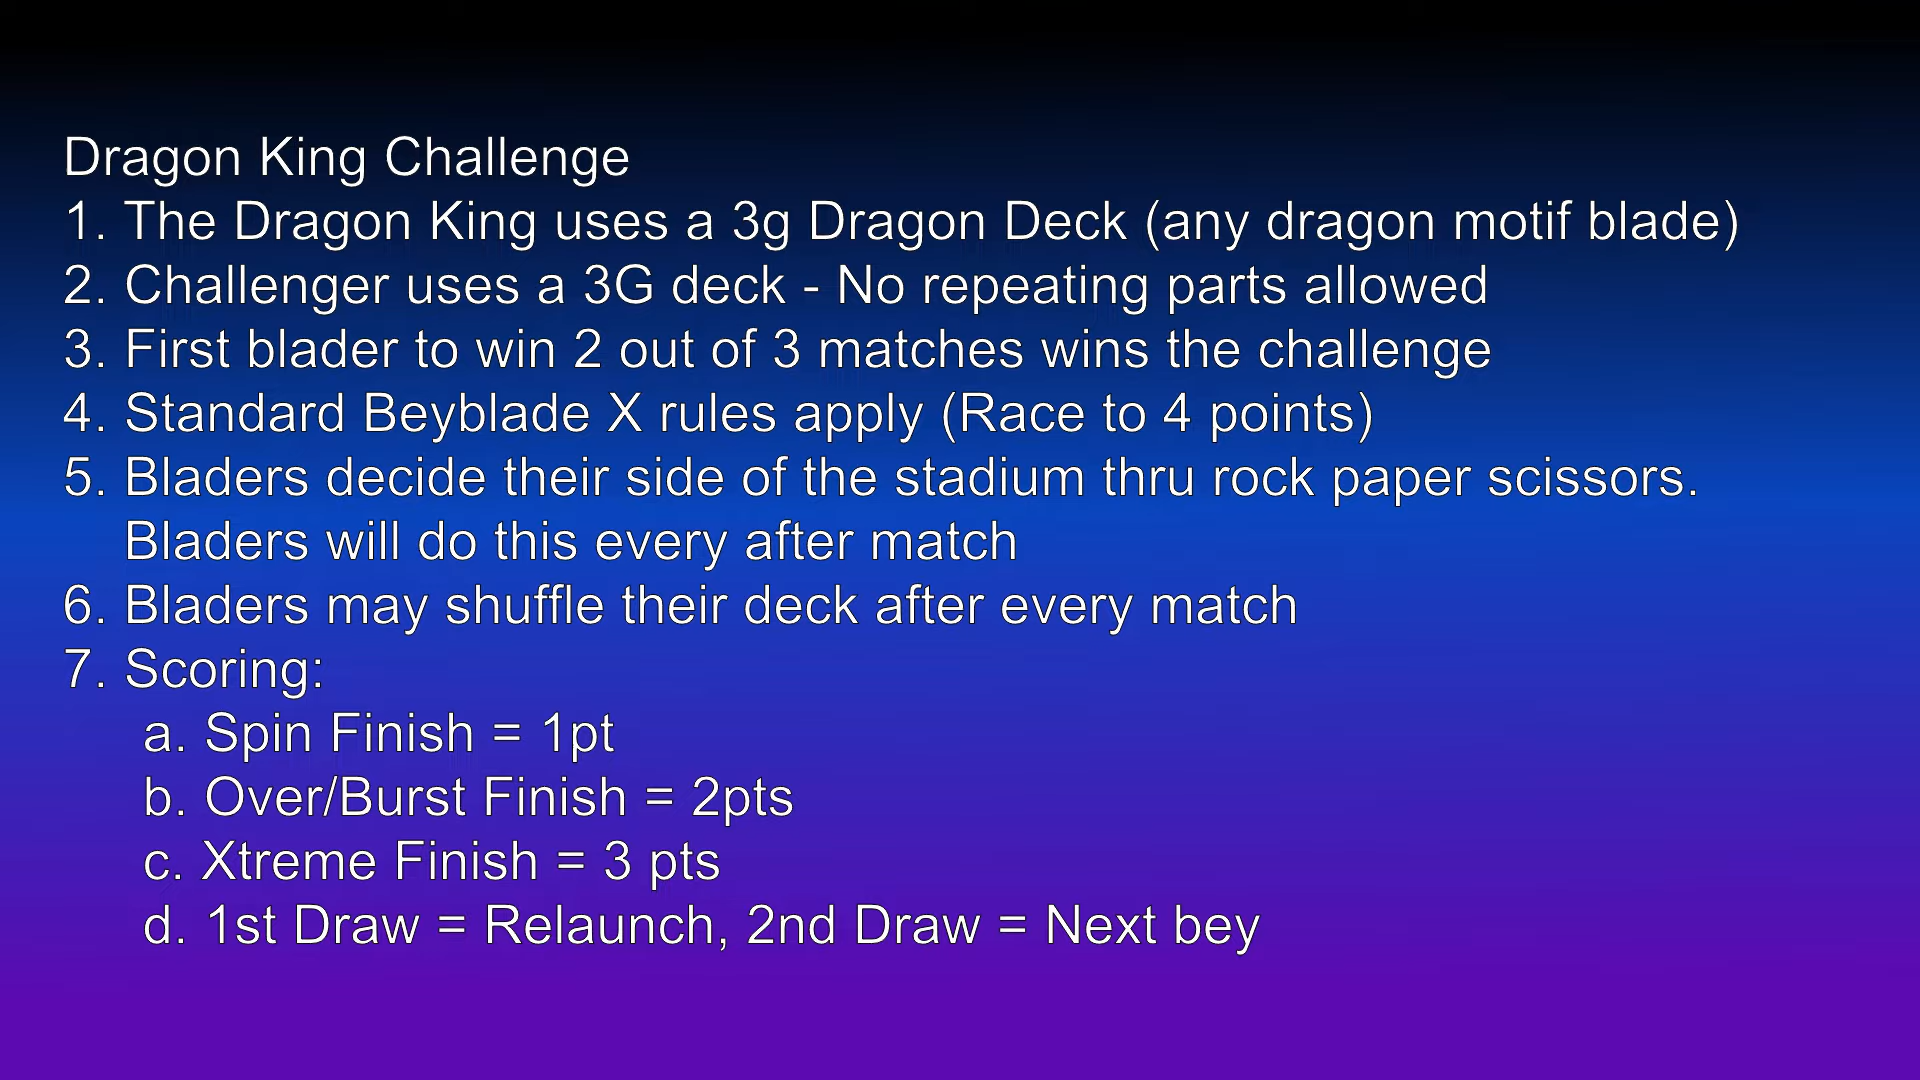 Dragon King Challenge
1. The Dragon King uses a 3g Dragon Deck (any dragon motif blade)
2. Challenger uses a 3G deck - No repeating parts allowed
3. First blader to win 2 out of 3 matches wins the challenge
4. Standard Beyblade X rules apply (Race to 4 points)
5. Bladers decide their side of the stadium thru rock paper scissors.
Bladers will do this every after match
6. Bladers may shuffle their deck after every match
7. Scoring:
a. Spin Finish = 1pt
b. Over/Burst Finish = 2pts
c. Xtreme Finish = 3 pts
d. 1st Draw = Relaunch, 2nd Draw = Next bey